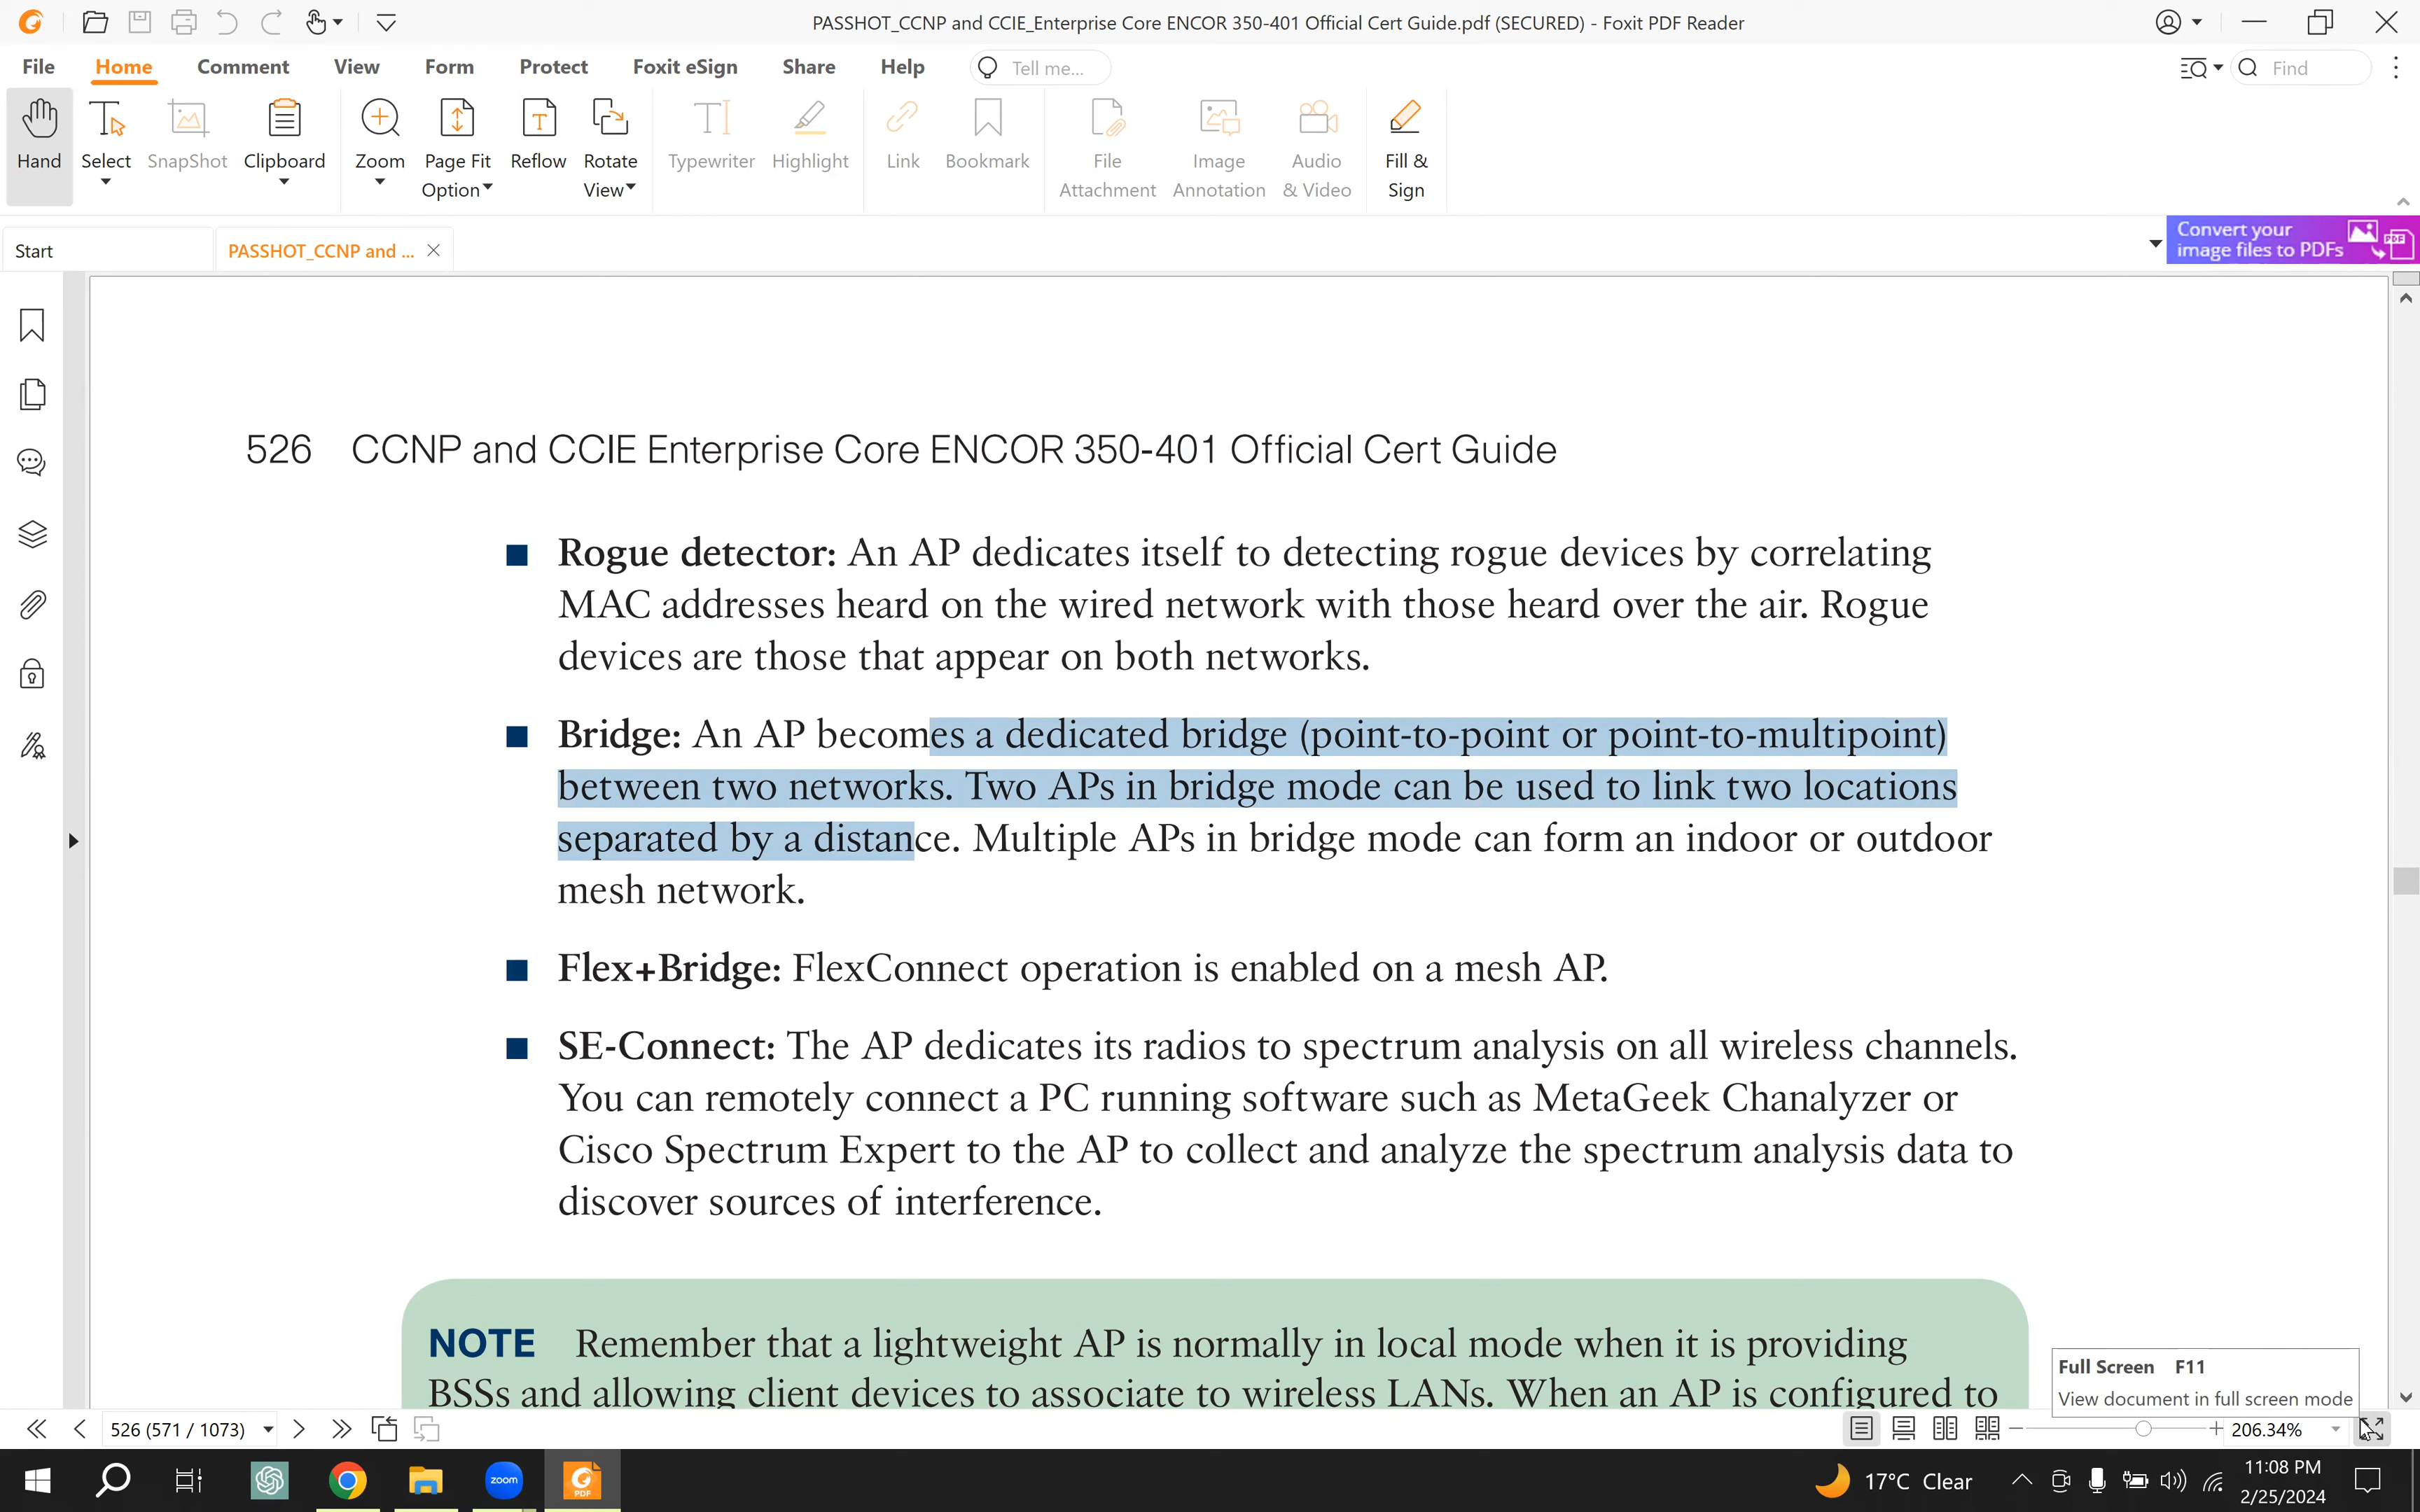 PASSHOT_CCNP and CCIE_Enterprise Core ENCOR 350-401 Official Cert Guide.pdf (SECURED) - Foxit PDF Reader
File Home Comment View Form Protect Foxit eSign Share Help Tell me... Find
Hand Select SnapShot Clipboard Zoom Page Fit Option Reflow Rotate View Typewriter Highlight Link Bookmark File Attachment Image Annotation Audio & Video Fill & Sign
Start PASSHOT_CCNP and ...
Convert your
image files to PDFs
PDF
526 CCNP and CCIE Enterprise Core ENCOR 350-401 Official Cert Guide
■ Rogue detector: An AP dedicates itself to detecting rogue devices by correlating
MAC addresses heard on the wired network with those heard over the air. Rogue
devices are those that appear on both networks.
■ Bridge: An AP becomes a dedicated bridge (point-to-point or point-to-multipoint)
between two networks. Two APs in bridge mode can be used to link two locations
separated by a distance. Multiple APs in bridge mode can form an indoor or outdoor
mesh network.
■ Flex+Bridge: FlexConnect operation is enabled on a mesh AP.
■ SE-Connect: The AP dedicates its radios to spectrum analysis on all wireless channels.
You can remotely connect a PC running software such as MetaGeek Chanalyzer or
Cisco Spectrum Expert to the AP to collect and analyze the spectrum analysis data to
discover sources of interference.
NOTE Remember that a lightweight AP is normally in local mode when it is providing
BSSs and allowing client devices to associate to wireless LANs. When an AP is configured to
Full Screen F11
View document in full screen mode
526 (571 / 1073) 206.34%
zoom
PDF
17°C Clear
11:08 PM
2/25/2024